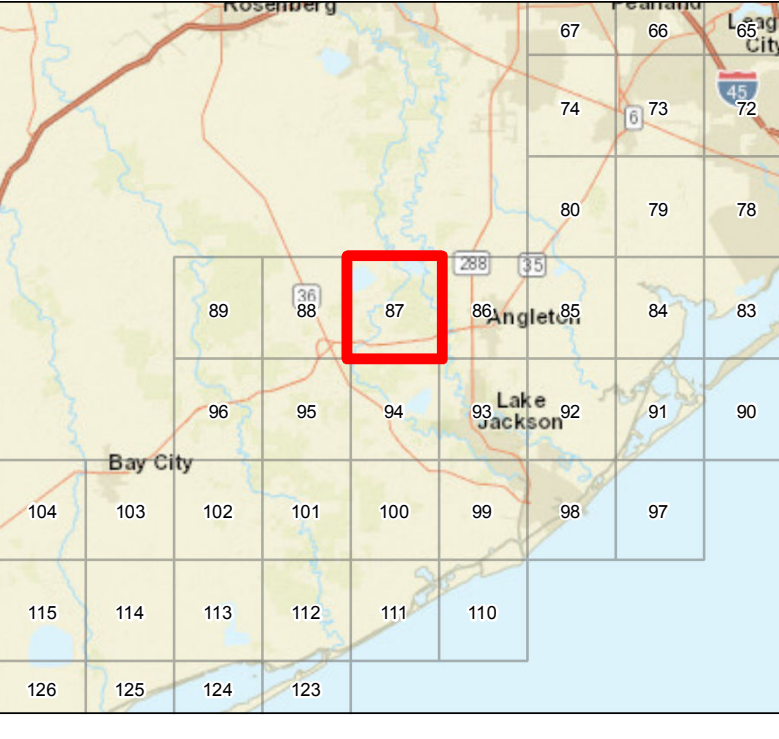 Rosenberg
Pearland
67 66 65
Leag
City
45
74 6 73 72
80 79 78
288 35
36
89 88 87 86 85 84 83
Angleton
96 95 94 93 92 91 90
Lake
Jackson
Bay City
104 103 102 101 100 99 98 97
115 114 113 112 111 110
126 125 124 123